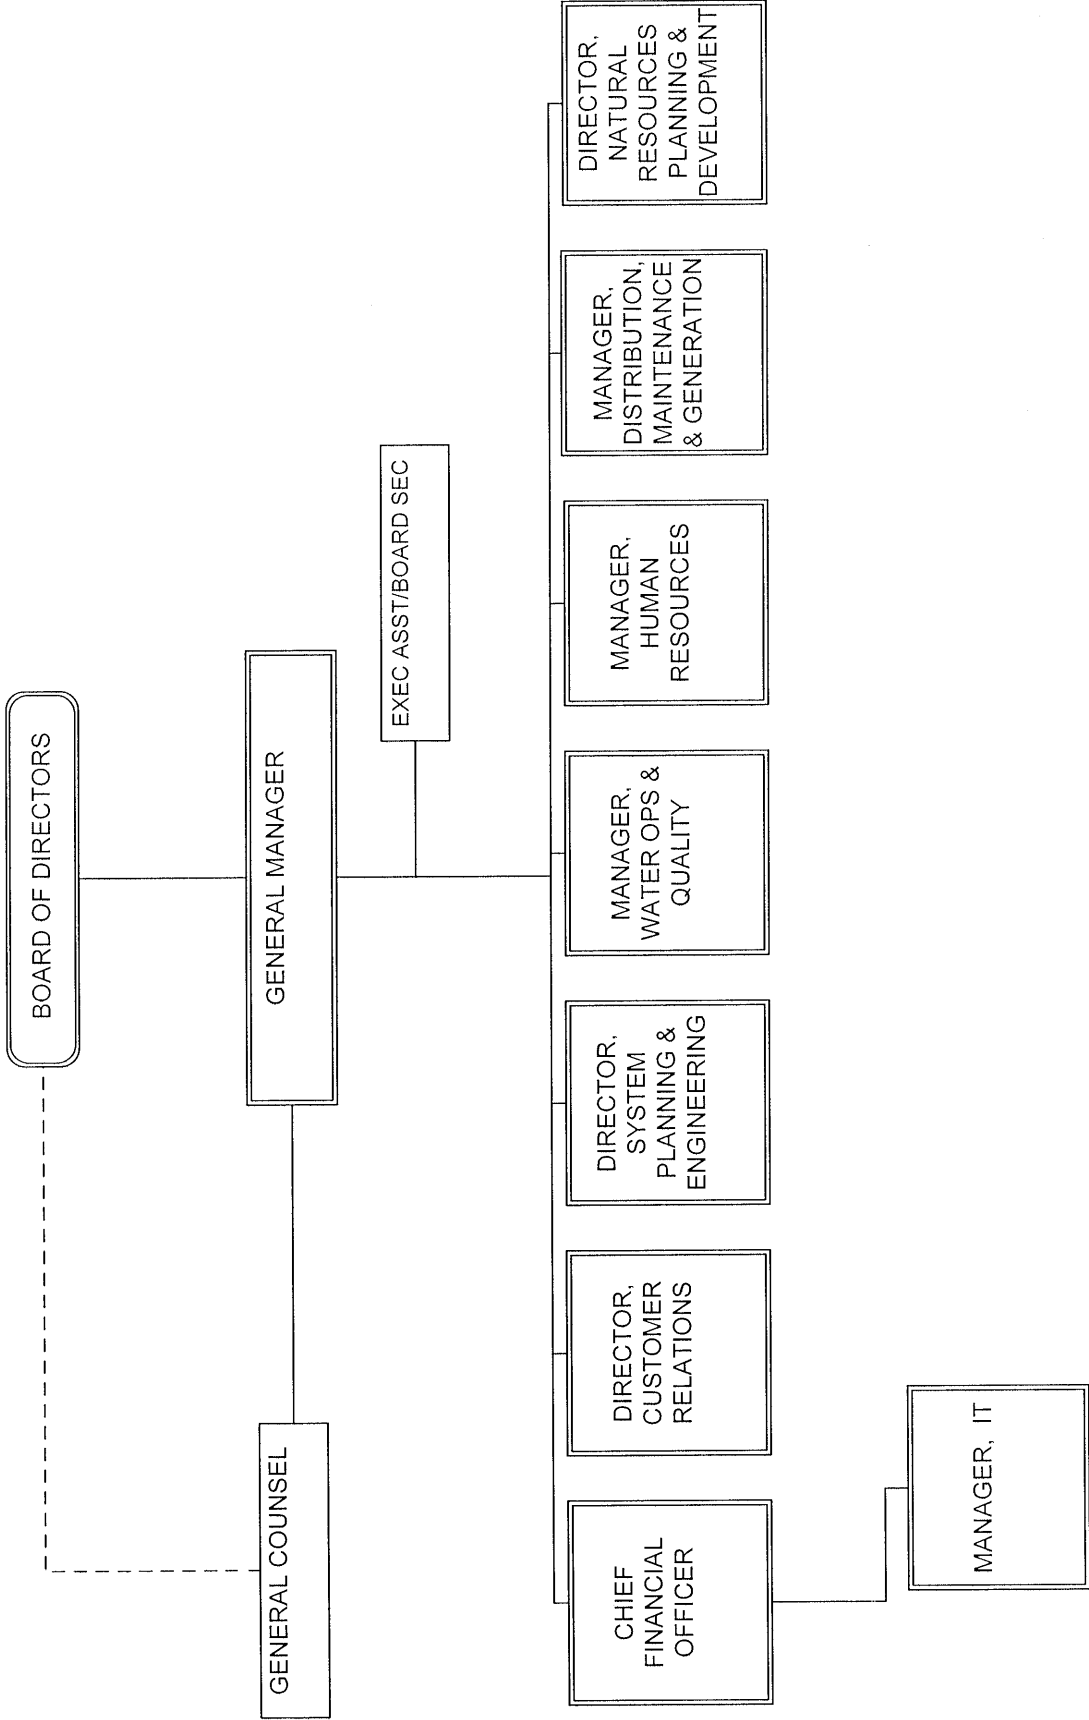 BOARD OF DIRECTORS
GENERAL COUNSEL
GENERAL MANAGER
EXEC ASST/BOARD SEC
CHIEF
FINANCIAL
OFFICER
DIRECTOR,
CUSTOMER
RELATIONS
DIRECTOR,
SYSTEM
PLANNING &
ENGINEERING
MANAGER,
WATER OPS &
QUALITY
MANAGER,
HUMAN
RESOURCES
MANAGER,
DISTRIBUTION,
MAINTENANCE
& GENERATION
DIRECTOR,
NATURAL
RESOURCES
PLANNING &
DEVELOPMENT
MANAGER, IT